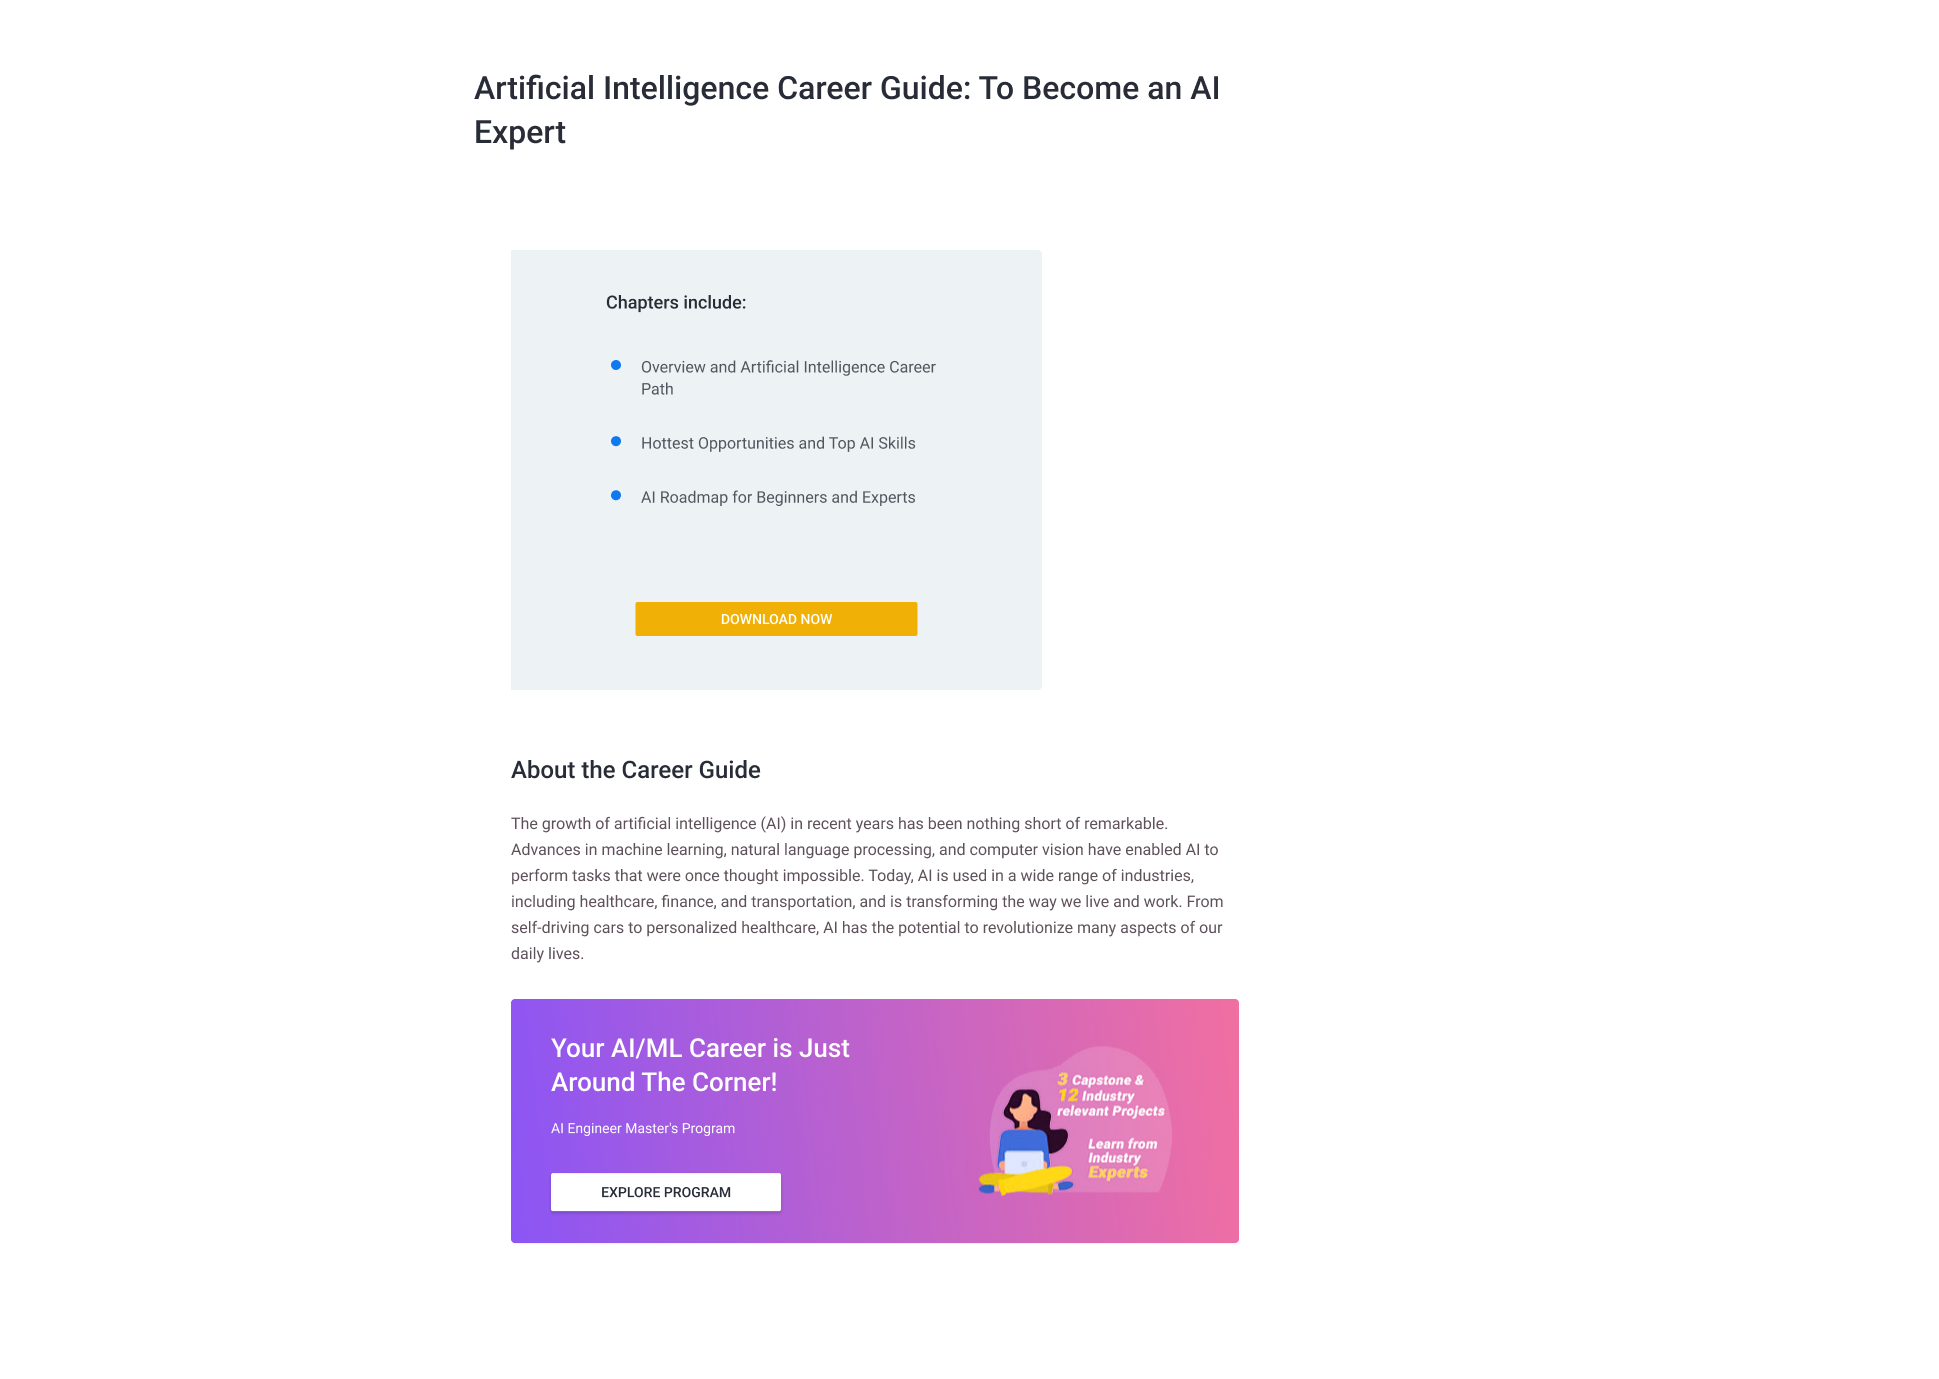 Artificial Intelligence Career Guide: To Become an AI
Expert
Chapters include:
Overview and Artificial Intelligence Career
Path
Hottest Opportunities and Top AI Skills
AI Roadmap for Beginners and Experts
DOWNLOAD NOW
About the Career Guide
The growth of artificial intelligence (AI) in recent years has been nothing short of remarkable.
Advances in machine learning, natural language processing, and computer vision have enabled AI to
perform tasks that were once thought impossible. Today, AI is used in a wide range of industries,
including healthcare, finance, and transportation, and is transforming the way we live and work. From
self-driving cars to personalized healthcare, AI has the potential to revolutionize many aspects of our
daily lives.
Your AI/ML Career is Just
Around The Corner!
AI Engineer Master's Program
EXPLORE PROGRAM
3 Capstone &
12 Industry
relevant Projects
Learn from
Industry
Experts